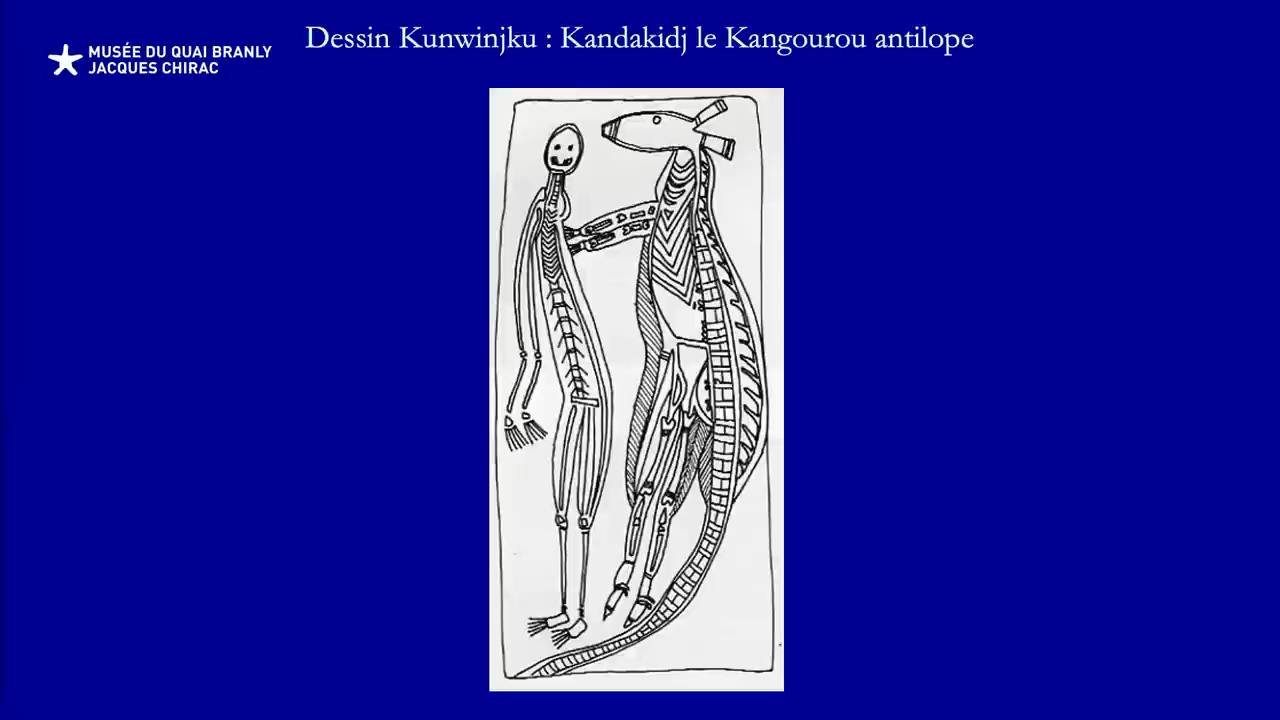 Dessin Kunwinjku : Kandakidj le Kangourou antilope
MUSÉE DU QUAI BRANLY
JACQUES CHIRAC